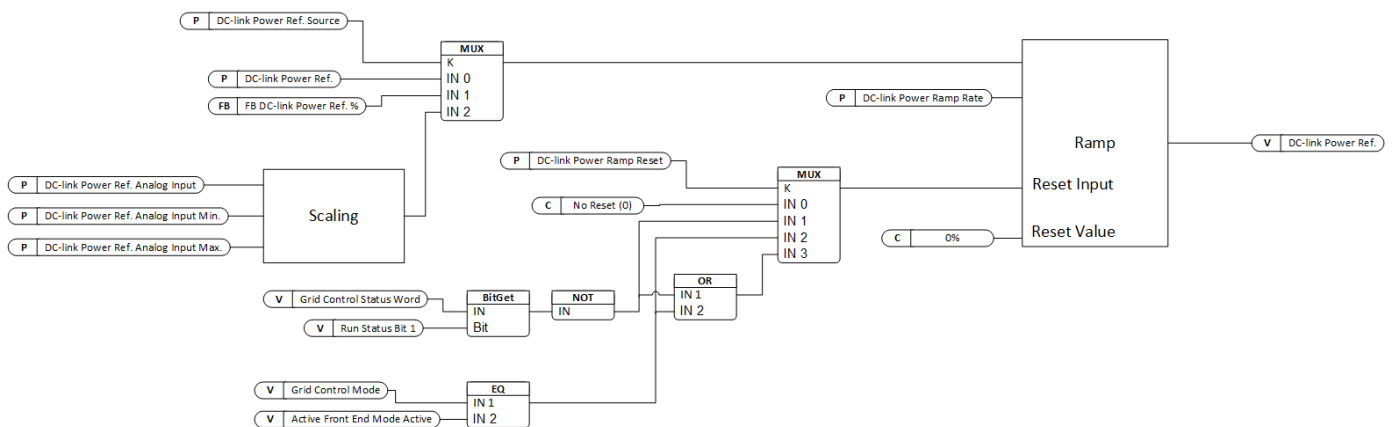 P DC-link Power Ref. Source
MUX
K
P DC-link Power Ref.
IN 0
FB FB DC-link Power Ref. %
IN 1
IN 2
P DC-link Power Ramp Rate
Ramp
V DC-link Power Ref.
P DC-link Power Ramp Reset
MUX
K
Reset Input
C No Reset (0)
IN 0
IN 1
IN 2
IN 3
C 0%
Reset Value
P DC-link Power Ref. Analog Input
P DC-link Power Ref. Analog Input Min.
P DC-link Power Ref. Analog Input Max.
Scaling
V Grid Control Status Word
V Run Status Bit 1
BitGet
IN
Bit
NOT
IN
OR
IN 1
IN 2
V Grid Control Mode
V Active Front End Mode Active
EQ
IN 1
IN 2